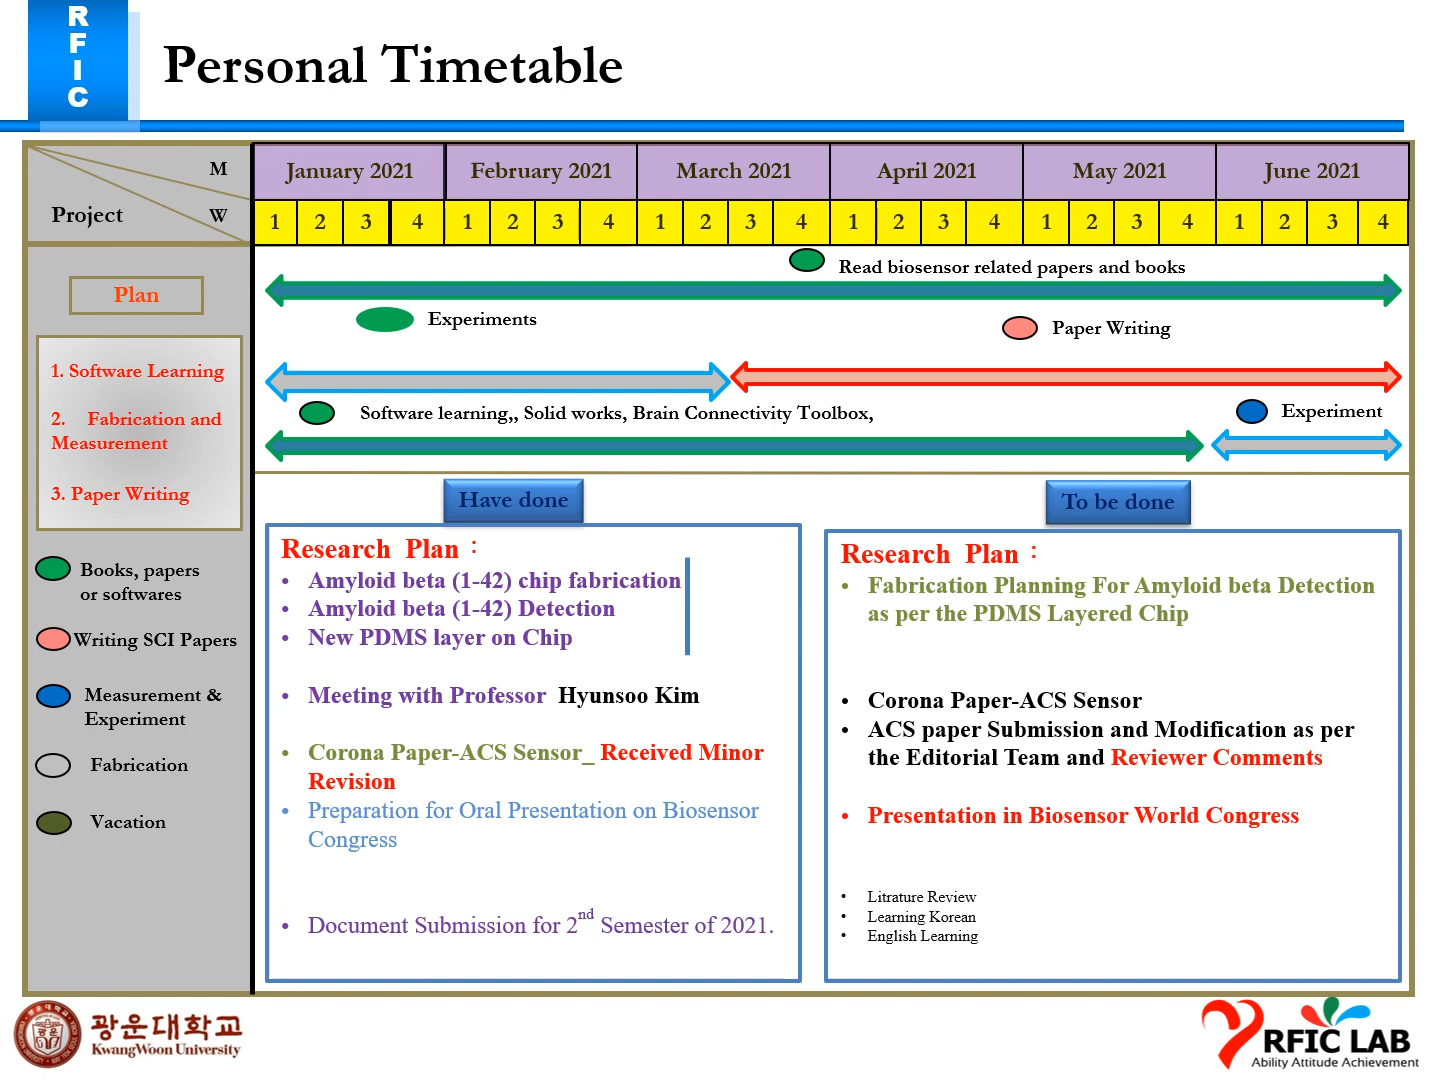 R
F
I
C
Personal Timetable
M
Project W
January 2021 February 2021 March 2021 April 2021 May 2021 June 2021
1 2 3 4 1 2 3 4 1 2 3 4 1 2 3 4 1 2 3 4 1 2 3 4
Plan
1. Software Learning
2. Fabrication and
Measurement
3. Paper Writing
Books, papers
or softwares
Writing SCI Papers
Measurement &
Experiment
Fabrication
Vacation
Read biosensor related papers and books
Experiments
Paper Writing
Software learning,, Solid works, Brain Connectivity Toolbox,
Experiment
Have done
Research Plan：
• Amyloid beta (1-42) chip fabrication
• Amyloid beta (1-42) Detection
• New PDMS layer on Chip
• Meeting with Professor Hyunsoo Kim
• Corona Paper-ACS Sensor_ Received Minor
Revision
• Preparation for Oral Presentation on Biosensor
Congress
• Document Submission for 2nd Semester of 2021.
To be done
Research Plan：
• Fabrication Planning For Amyloid beta Detection
as per the PDMS Layered Chip
• Corona Paper-ACS Sensor
• ACS paper Submission and Modification as per
the Editorial Team and Reviewer Comments
• Presentation in Biosensor World Congress
• Litrature Review
• Learning Korean
• English Learning
광운대학교
KwangWoon University
RFIC LAB
Ability Attitude Achievement